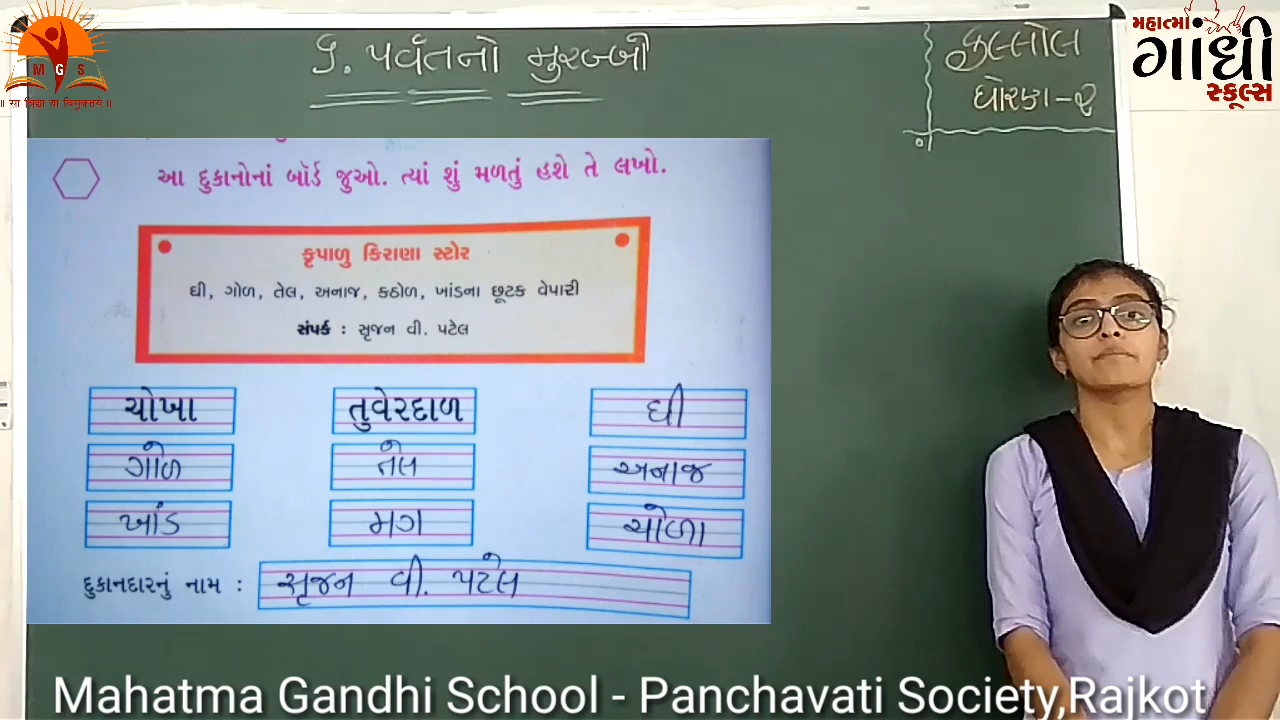 M G S
॥ सा विद्या या विमुक्तये ॥
૬. પર્વતનો મુરબ્બી
કલ્લોલ
ધોરણ-૨
મહાત્મા
ગાંધી
સ્કૂલ્સ
આ દુકાનોનાં બૉર્ડ જુઓ. ત્યાં શું મળતું હશે તે લખો.
કૃપાળુ કિરાણા સ્ટોર
ઘી, ગોળ, તેલ, અનાજ, કઠોળ, ખાંડના છૂટક વેપારી
સંપર્ક : સૃજન વી. પટેલ
ચોખા તુવેરદાળ ઘી
ગોળ તેલ અનાજ
ખાંડ મગ ચોળા
દુકાનદારનું નામ : સૃજન વી. પટેલ
Mahatma Gandhi School - Panchavati Society,Rajkot